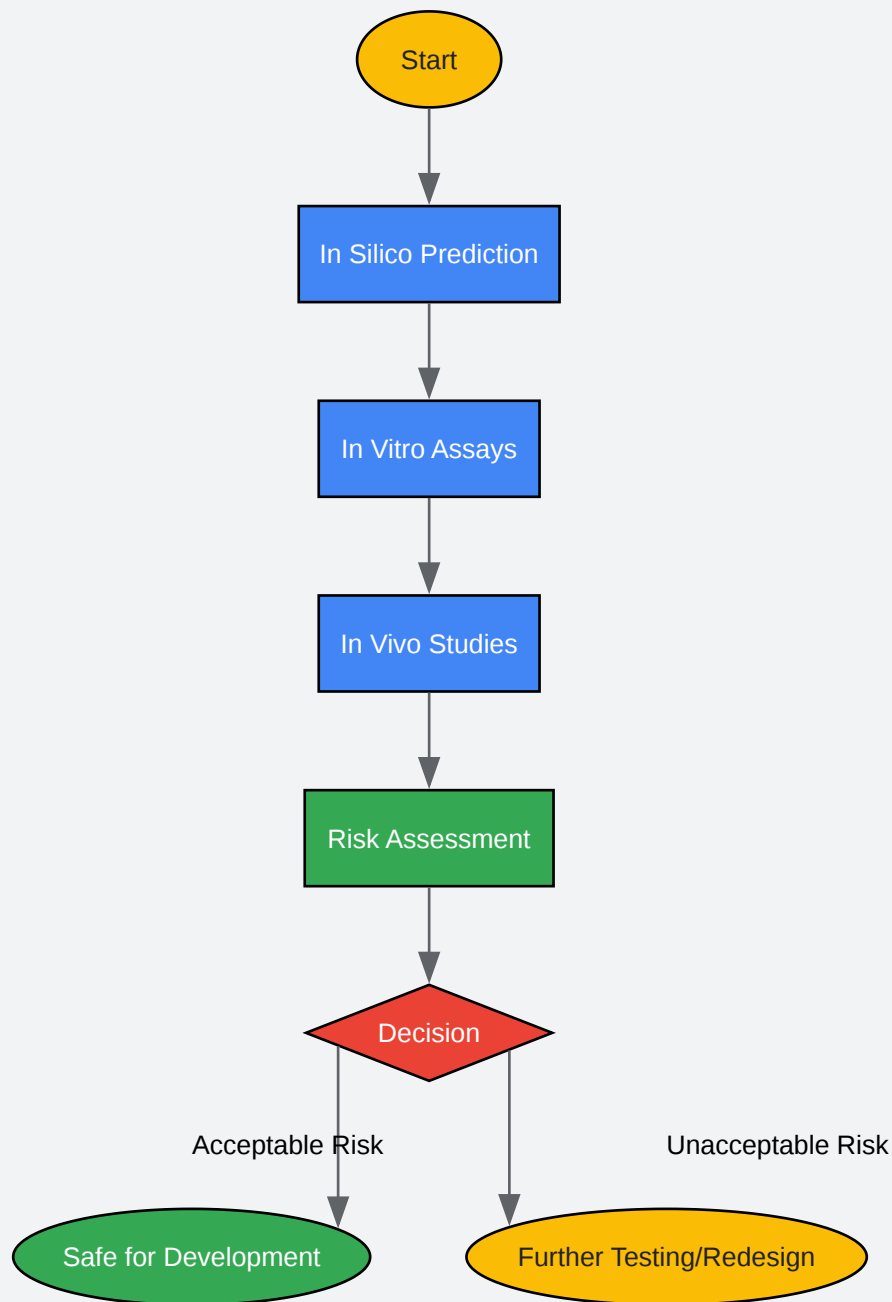 Start
In Silico Prediction
In Vitro Assays
In Vivo Studies
Risk Assessment
Decision
Acceptable Risk
Unacceptable Risk
Safe for Development
Further Testing/Redesign